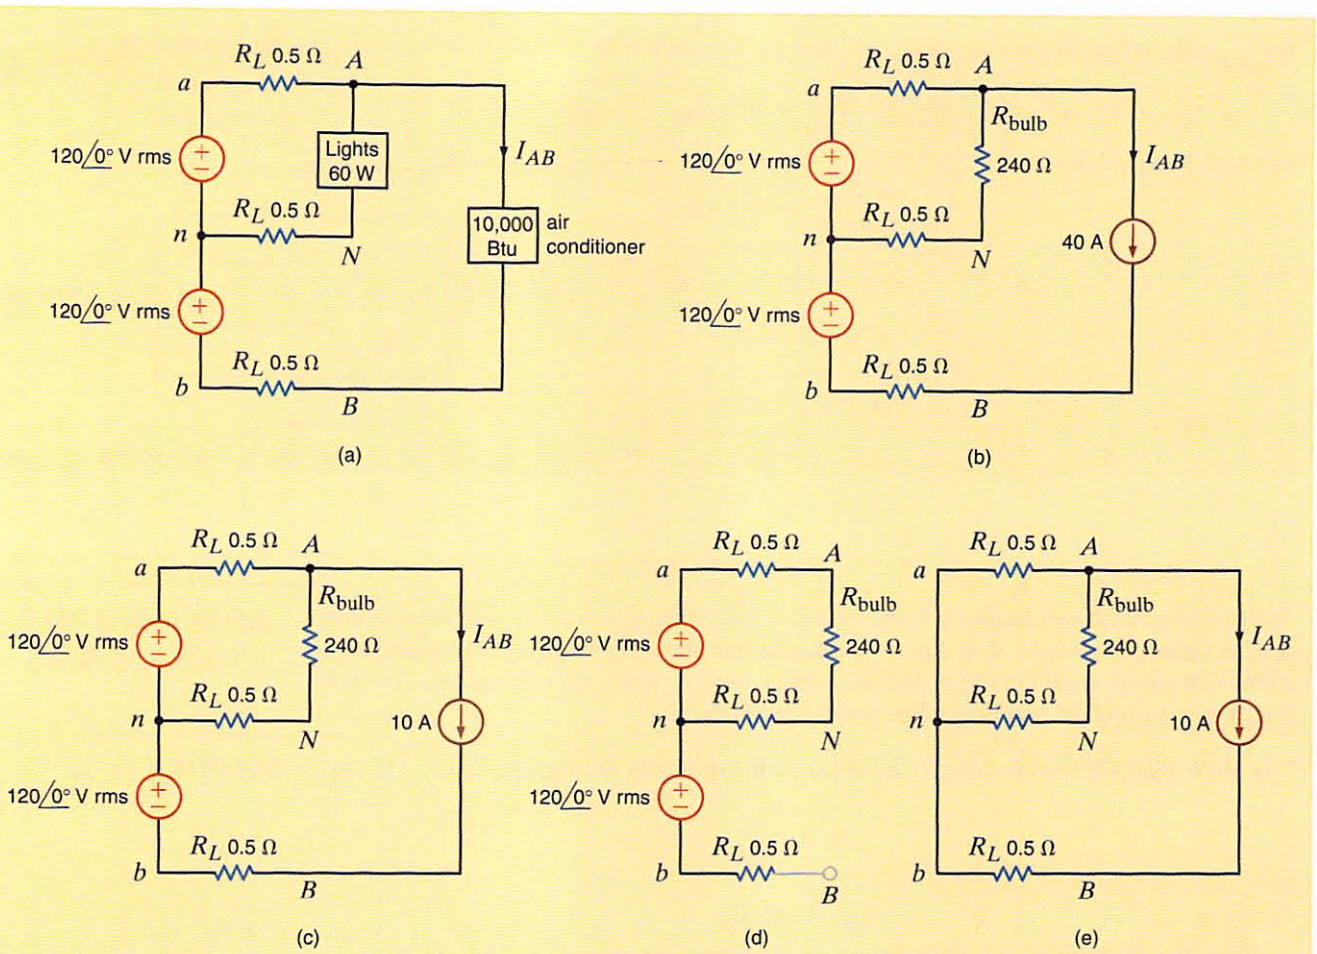 R_L 0.5 Ω A
a
120/0° V rms
+
−
Lights
60 W
I_AB
R_L 0.5 Ω
n
N
10,000
Btu
air
conditioner
120/0° V rms
+
−
R_L 0.5 Ω
b
B
(a)
R_L 0.5 Ω A
a
R_bulb
120/0° V rms
+
−
240 Ω
I_AB
R_L 0.5 Ω
n
N
40 A
120/0° V rms
+
−
R_L 0.5 Ω
b
B
(b)
R_L 0.5 Ω A
a
R_bulb
120/0° V rms
+
−
240 Ω
I_AB
R_L 0.5 Ω
n
N
10 A
120/0° V rms
+
−
R_L 0.5 Ω
b
B
(c)
R_L 0.5 Ω A
a
R_bulb
120/0° V rms
+
−
240 Ω
R_L 0.5 Ω
n
N
120/0° V rms
+
−
R_L 0.5 Ω
b
B
(d)
R_L 0.5 Ω A
a
R_bulb
240 Ω
I_AB
R_L 0.5 Ω
n
N
10 A
R_L 0.5 Ω
b
B
(e)